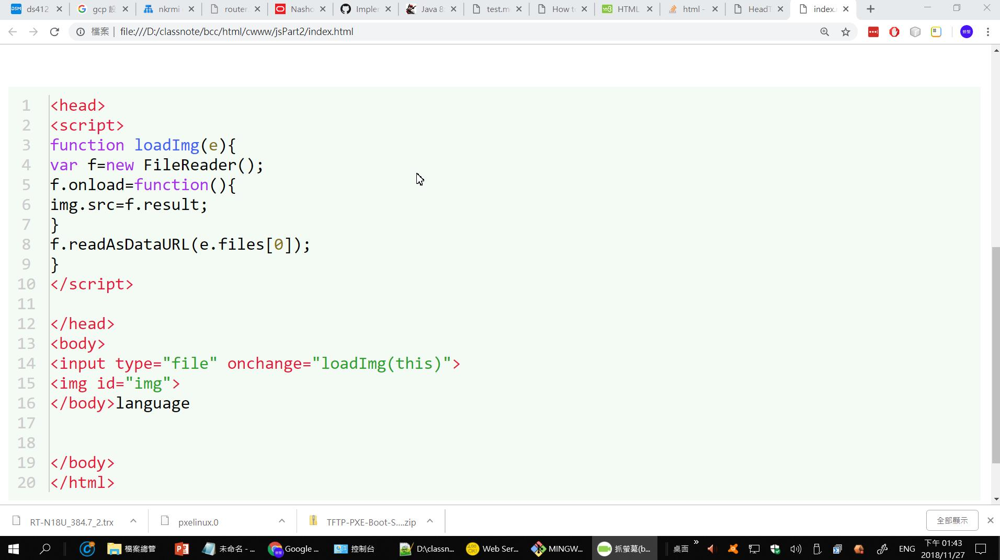 ds412
gcp 設
nkrmi
router.
Nasho
Impler
Java 8
test.m
How to
HTML
html -
HeadT
index.
檔案
file:///D:/classnote/bcc/html/cwww/jsPart2/index.html
1 <head>
2 <script>
3 function loadImg(e){
4 var f=new FileReader();
5 f.onload=function(){
6 img.src=f.result;
7 }
8 f.readAsDataURL(e.files[0]);
9 }
10 </script>
11
12 </head>
13 <body>
14 <input type="file" onchange="loadImg(this)">
15 <img id="img">
16 </body>language
17
18
19 </body>
20 </html>
RT-N18U_384.7_2.trx
pxelinux.0
TFTP-PXE-Boot-S....zip
全部顯示
檔案總管
未命名 - ...
Google ...
控制台
D:\classn...
Web Ser...
MINGW...
抓螢幕(b...
桌面
ENG
下午 01:43
2018/11/27